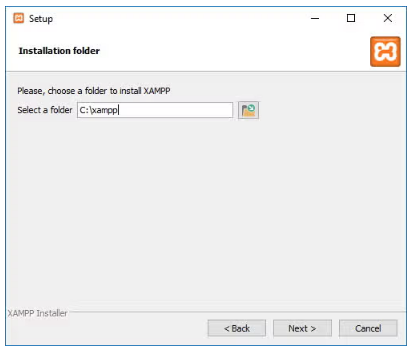 Setup
Installation folder
Please, choose a folder to install XAMPP
Select a folder C:\xampp
XAMPP Installer
< Back Next > Cancel